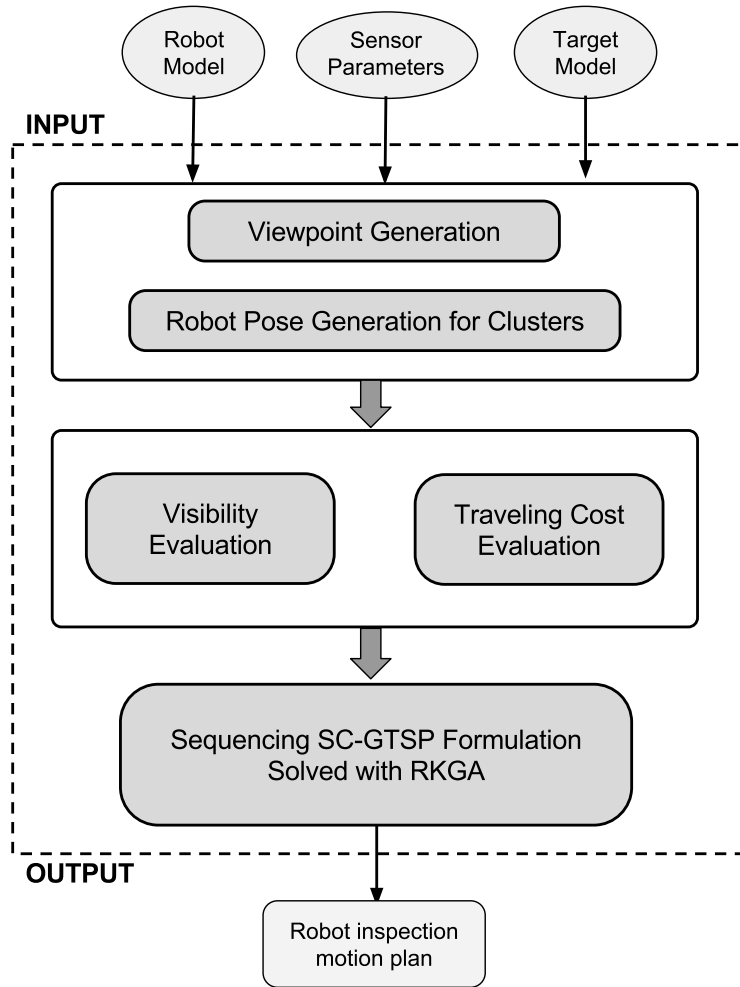 Robot
Model
Sensor
Parameters
Target
Model
INPUT
Viewpoint Generation
Robot Pose Generation for Clusters
Visibility
Evaluation
Traveling Cost
Evaluation
Sequencing SC-GTSP Formulation
Solved with RKGA
OUTPUT
Robot inspection
motion plan